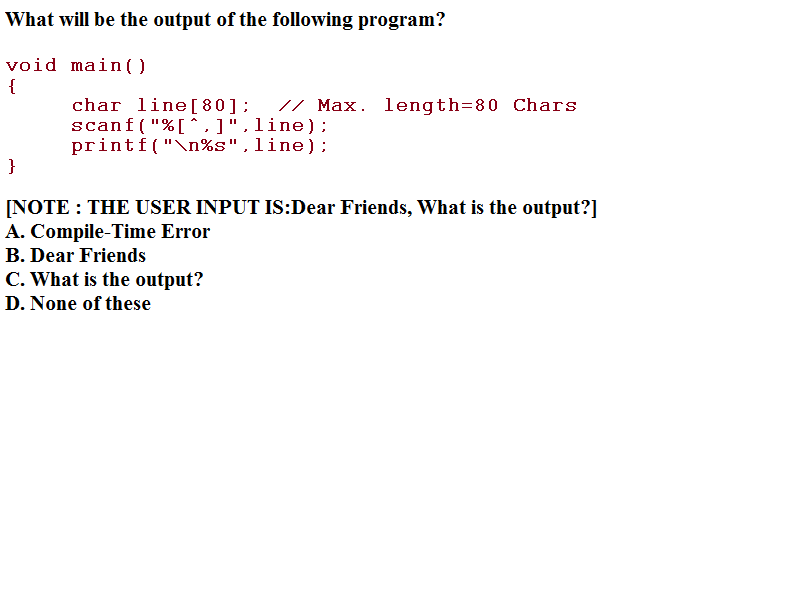 What will be the output of the following program?
void main()
{
char line[80]; // Max. length=80 Chars
scanf("%[^,]",line);
printf("\n%s",line);
}
[NOTE : THE USER INPUT IS:Dear Friends, What is the output?]
A. Compile-Time Error
B. Dear Friends
C. What is the output?
D. None of these